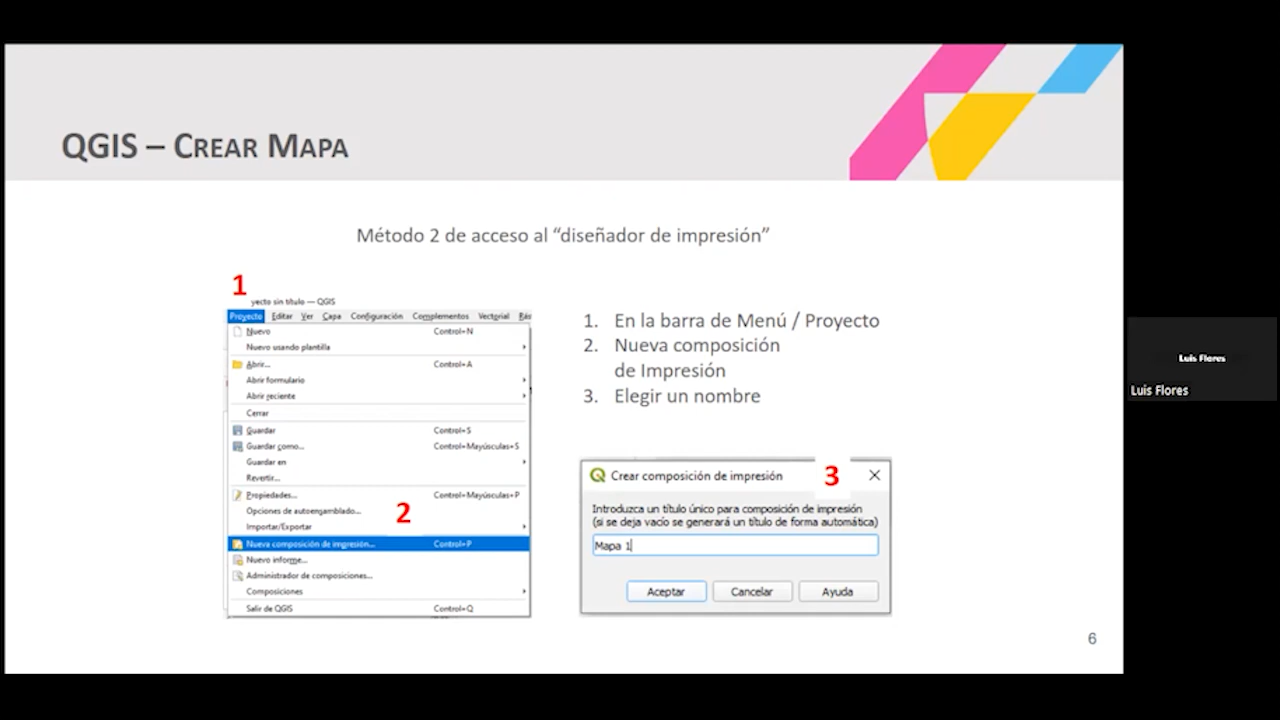 QGIS – Crear Mapa
Método 2 de acceso al “diseñador de impresión”
1
yecto sin título — QGIS
Proyecto Editar Ver Capa Configuración Complementos Vectorial Rás
Nuevo Control+N
Nuevo usando plantilla
Abrir... Control+A
Abrir formulario
Abrir reciente
Cerrar
Guardar Control+S
Guardar como... Control+Mayúsculas+S
Guardar en
Revertir...
Propiedades... Control+Mayúsculas+P
Opciones de autoensamblado...
2
Importar/Exportar
Nueva composición de impresión... Control+P
Nuevo informe...
Administrador de composiciones...
Composiciones
Salir de QGIS Control+Q
1. En la barra de Menú / Proyecto
2. Nueva composición
de Impresión
3. Elegir un nombre
Crear composición de impresión
3
Introduzca un título único para composición de impresión
(si se deja vacío se generará un título de forma automática)
Mapa 1
Aceptar Cancelar Ayuda
6
Luis Flores
Luis Flores